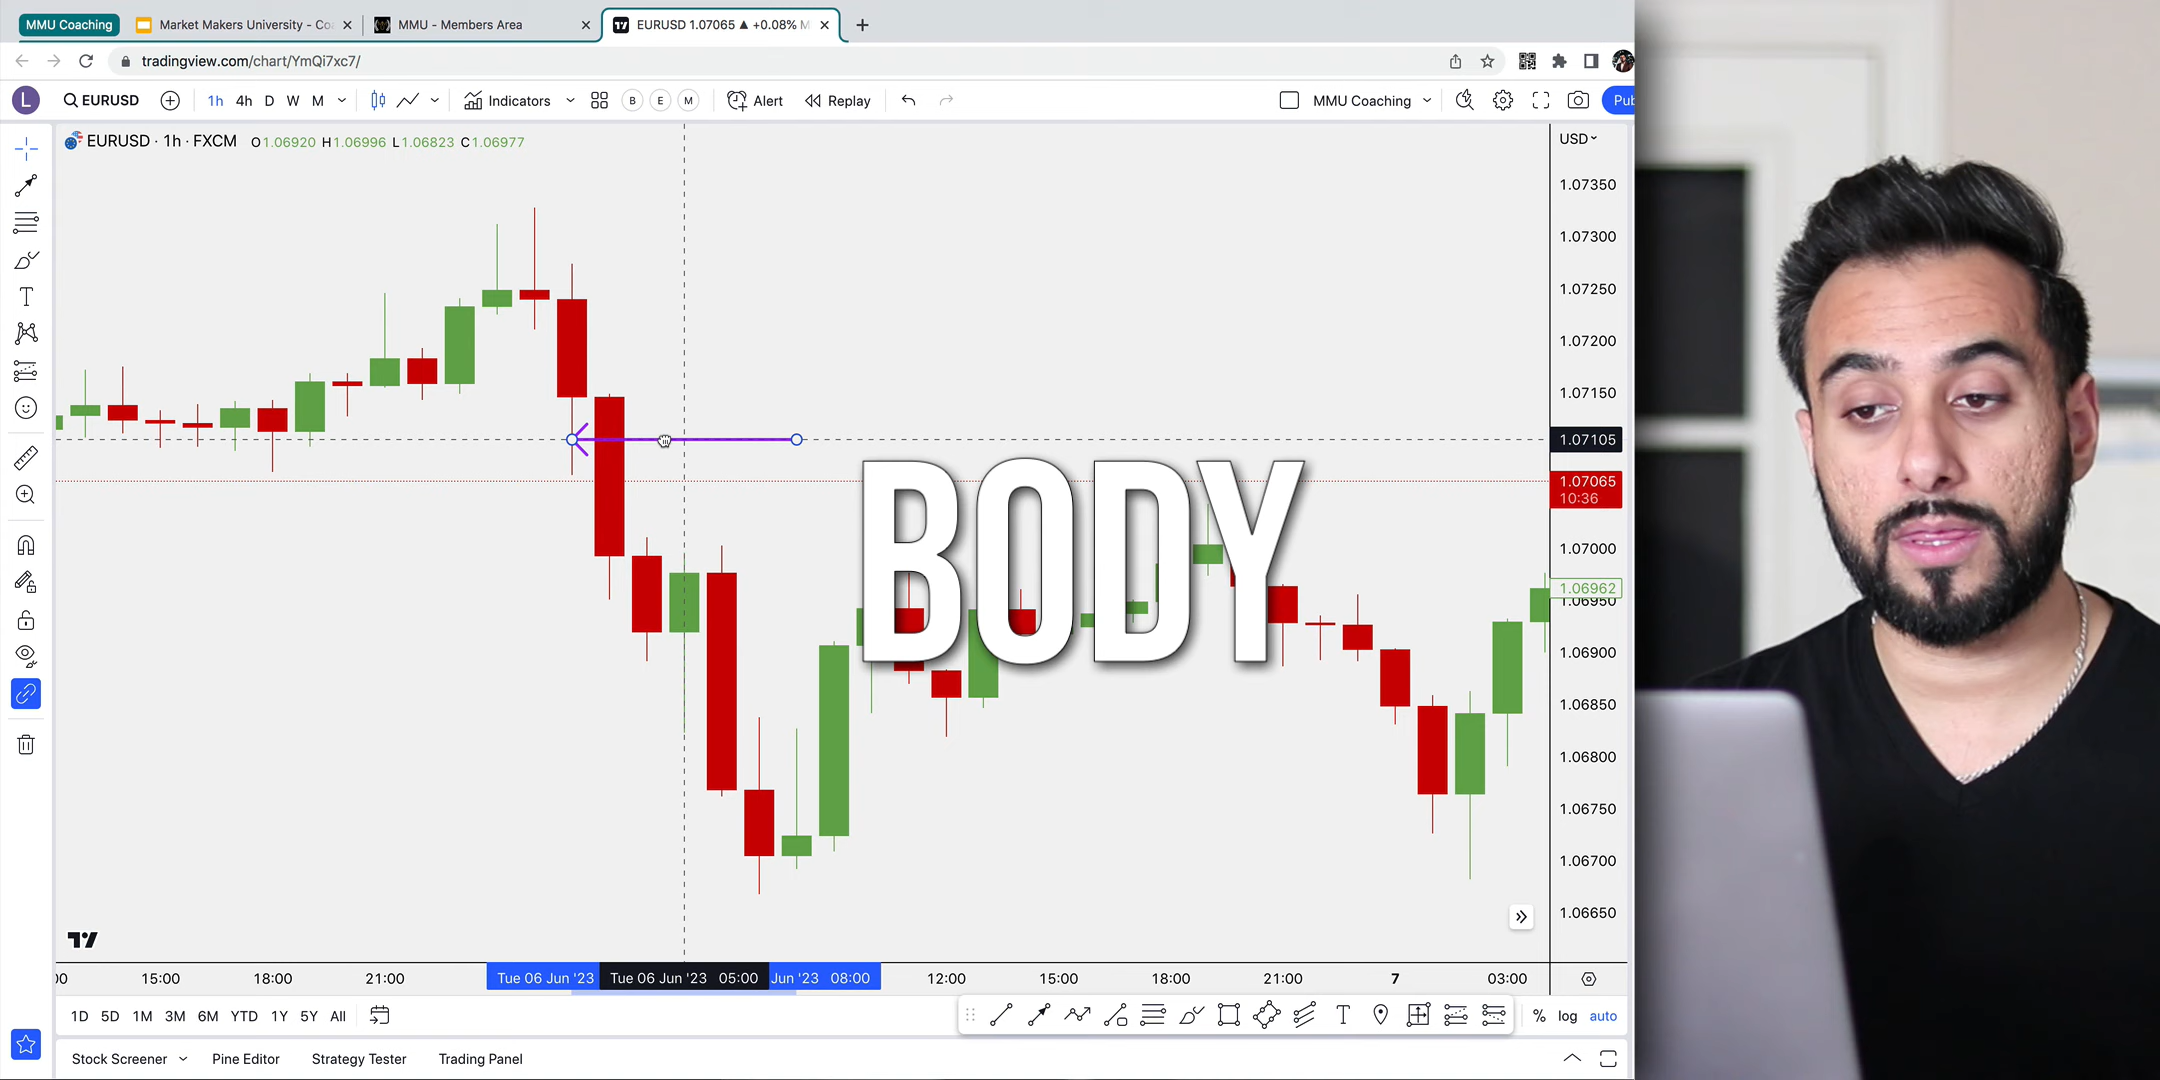 MMU Coaching
Market Makers University - Co
MMU - Members Area
EURUSD 1.07065 ▲ +0.08% M
tradingview.com/chart/YmQi7xc7/
L
EURUSD
1h 4h D W M
Indicators
B E M
Alert
Replay
MMU Coaching
Pub
EURUSD · 1h · FXCM O1.06920 H1.06996 L1.06823 C1.06977
USD
1.07350
1.07300
1.07250
1.07200
1.07150
1.07105
1.07065
10:36
1.07000
1.06962
1.06950
1.06900
1.06850
1.06800
1.06750
1.06700
1.06650
BODY
15:00 18:00 21:00 Tue 06 Jun '23 Tue 06 Jun '23 05:00 Jun '23 08:00 12:00 15:00 18:00 21:00 7 03:00
1D 5D 1M 3M 6M YTD 1Y 5Y All
% log auto
Stock Screener Pine Editor Strategy Tester Trading Panel